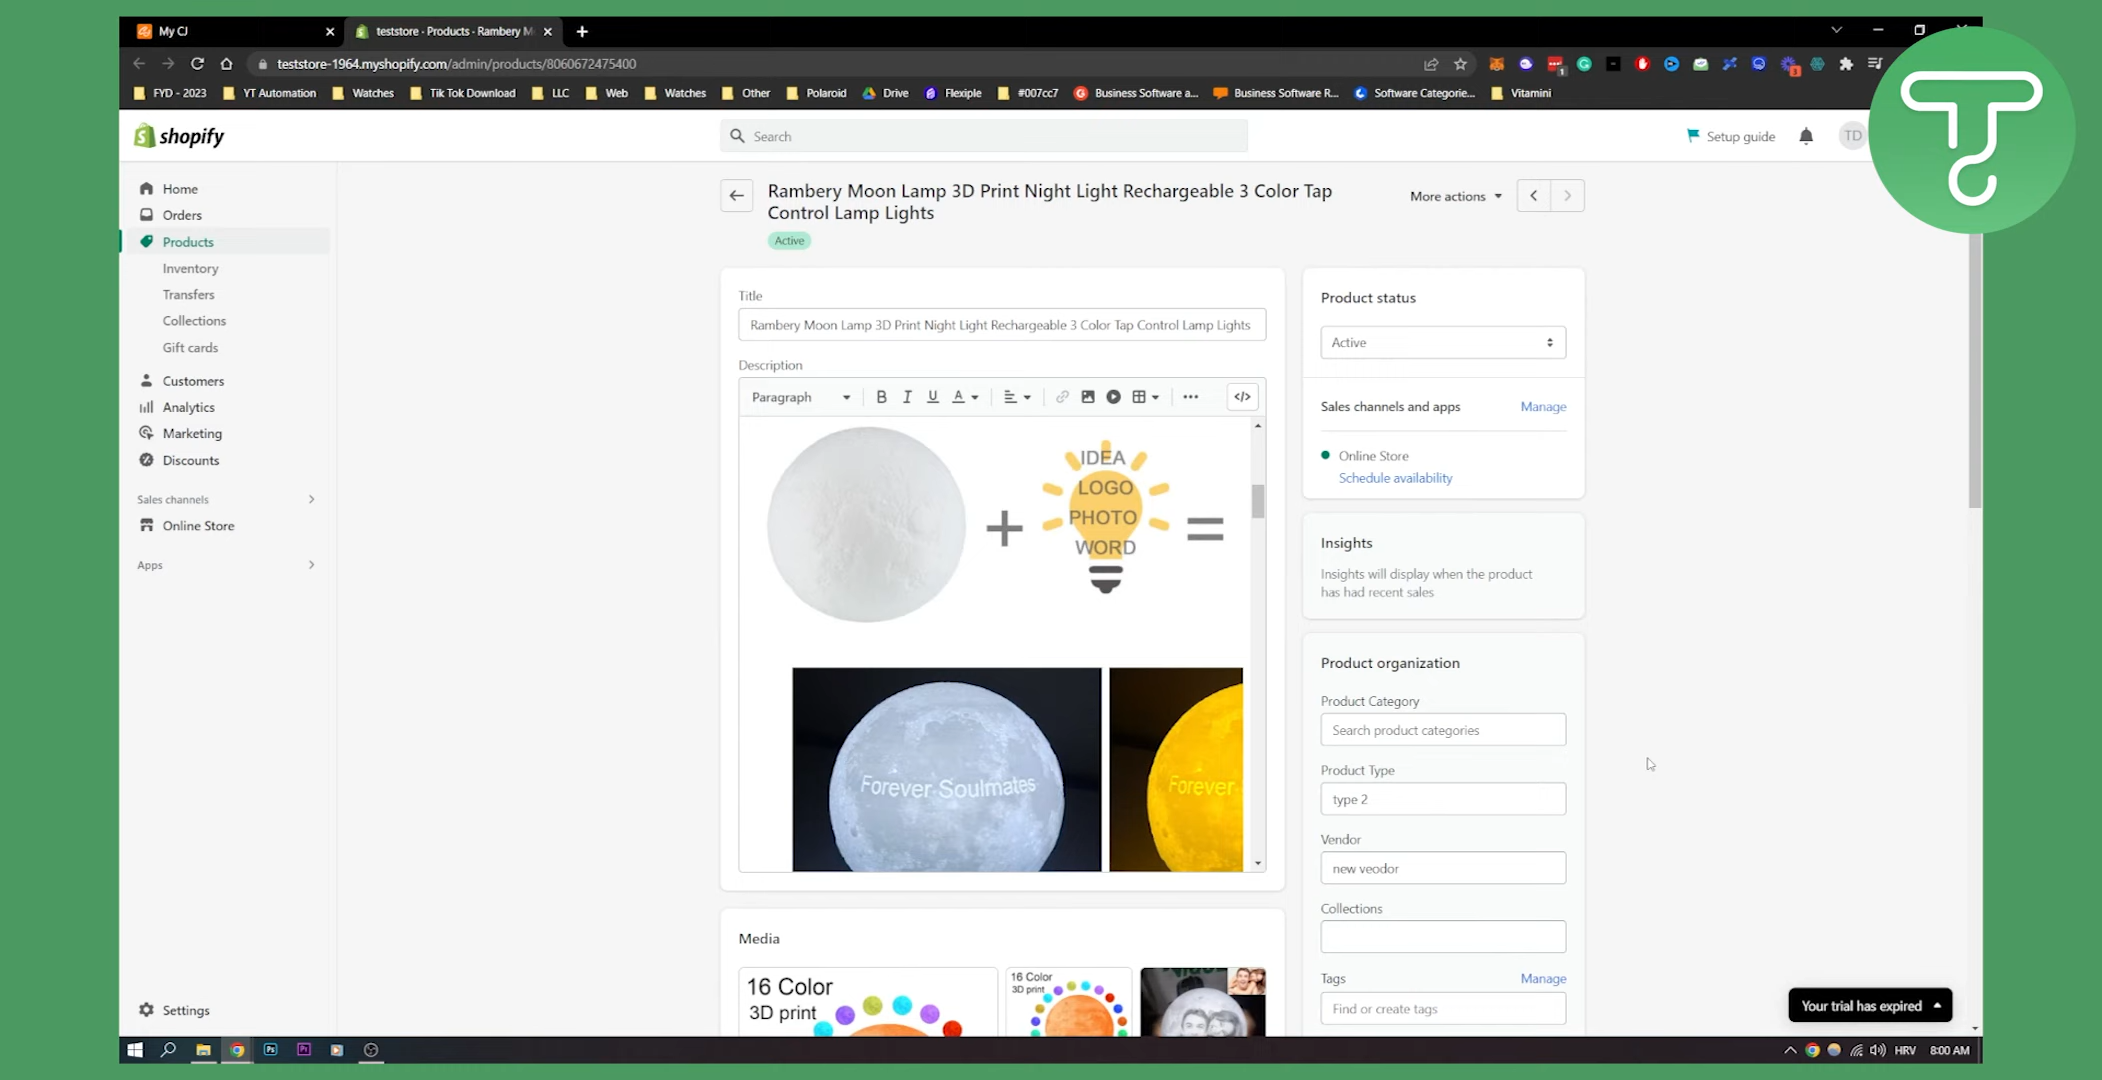 My CJ
teststore · Products · Rambery M
teststore-1964.myshopify.com/admin/products/8060672475400
FYD - 2023
YT Automation
Watches
Tik Tok Download
LLC
Web
Watches
Other
Polaroid
Drive
Flexiple
#007cc7
Business Software a...
Business Software R...
Software Categorie...
Vitamini
shopify
Search
Setup guide
TD
Home
Orders
Products
Inventory
Transfers
Collections
Gift cards
Customers
Analytics
Marketing
Discounts
Sales channels
Online Store
Apps
Settings
Rambery Moon Lamp 3D Print Night Light Rechargeable 3 Color Tap
Control Lamp Lights
Active
More actions
Title
Rambery Moon Lamp 3D Print Night Light Rechargeable 3 Color Tap Control Lamp Lights
Description
Paragraph
B I U A
</>
IDEA
LOGO
PHOTO
WORD
+
=
Forever Soulmates
Forever
Media
16 Color
3D print
16 Color
3D print
Product status
Active
Sales channels and apps
Manage
Online Store
Schedule availability
Insights
Insights will display when the product
has had recent sales
Product organization
Product Category
Search product categories
Product Type
type 2
Vendor
new veodor
Collections
Tags
Manage
Find or create tags
Your trial has expired
Ps
Pr
HRV
8:00 AM